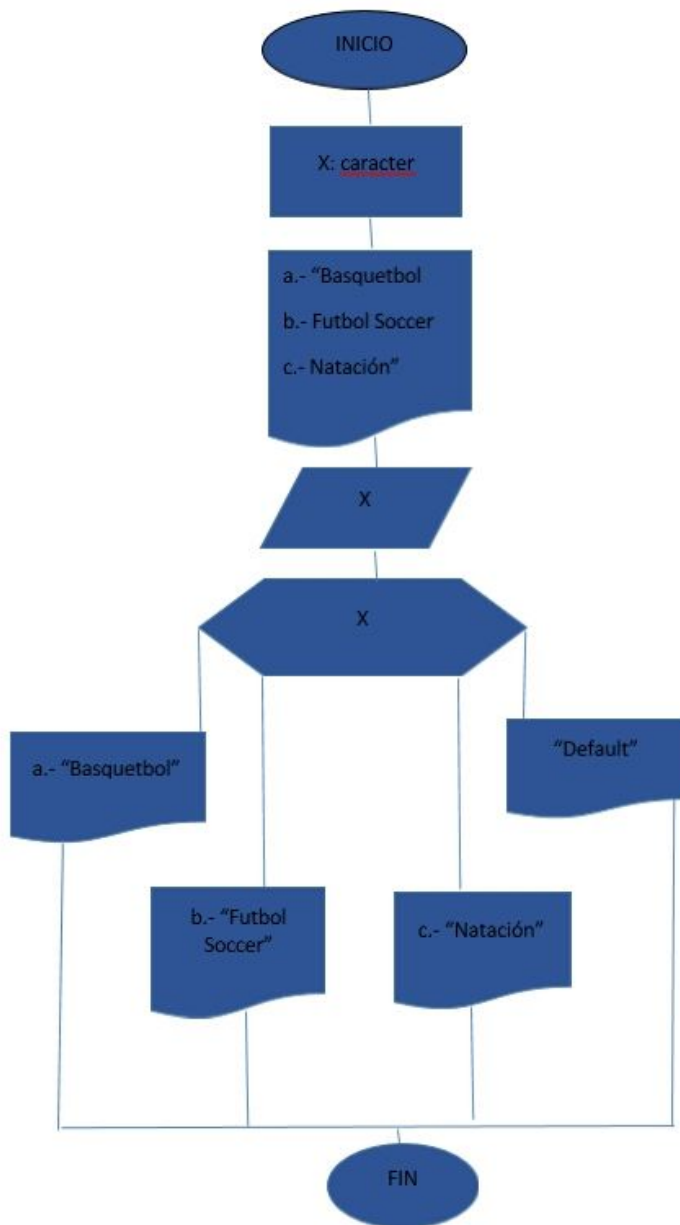 INICIO
X: caracter
a.- “Basquetbol
b.- Futbol Soccer
c.- Natación”
X
X
a.- “Basquetbol”
“Default”
b.- “Futbol
Soccer”
c.- “Natación”
FIN